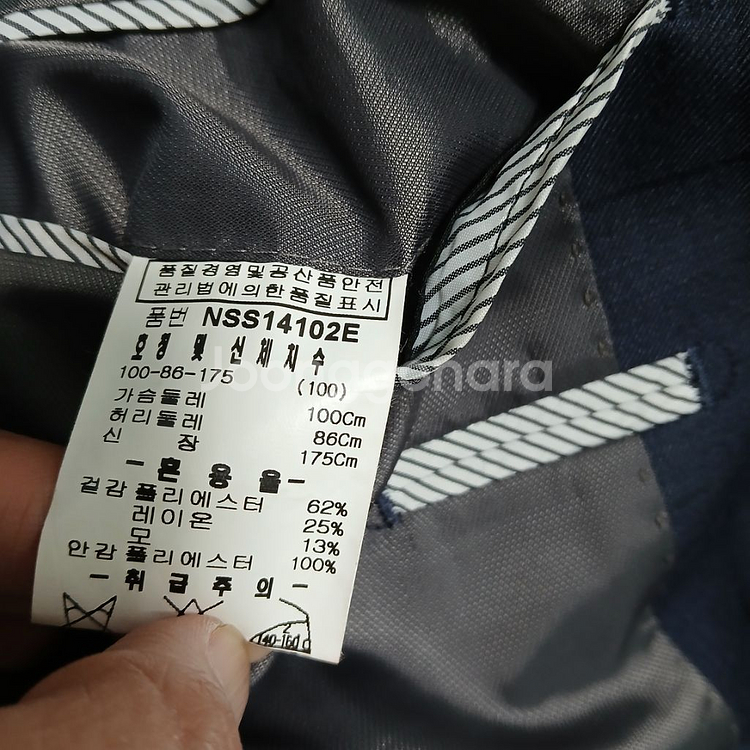 품질경영및공산품안전
관리법에의한품질표시
품번 NSS14102E
호칭 및 신체치수
100-86-175 (100)
가슴둘레 100Cm
허리둘레 86Cm
신 장 175Cm
-혼 용 율-
겉감 폴리에스터 62%
레이온 25%
모 13%
안감 폴리에스터 100%
-취 급 주 의-
2
140-160 C
Joonggonara